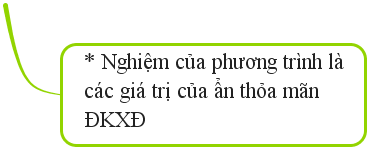 * Nghiệm của phương trình là
các giá trị của ẩn thỏa mãn
ĐKXĐ